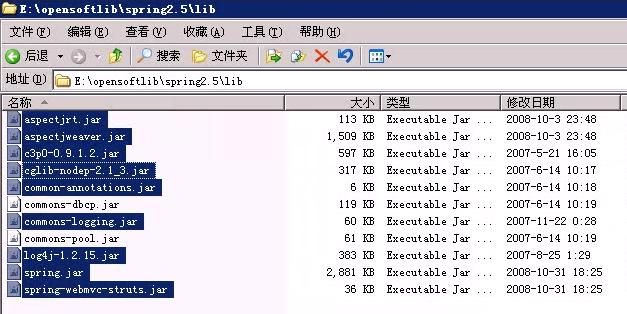 E:\opensoftlib\spring2.5\lib
文件(F) 编辑(E) 查看(V) 收藏(A) 工具(T) 帮助(H)
后退 搜索 文件夹
地址(D) E:\opensoftlib\spring2.5\lib
名称 大小 类型 修改日期
aspectjrt.jar 113 KB Executable Jar ... 2008-10-3 23:48
aspectjweaver.jar 1,509 KB Executable Jar ... 2008-10-3 23:48
c3p0-0.9.1.2.jar 597 KB Executable Jar ... 2007-5-21 16:05
cglib-nodep-2.1_3.jar 317 KB Executable Jar ... 2007-6-14 10:17
common-annotations.jar 6 KB Executable Jar ... 2007-6-14 10:18
commons-dbcp.jar 119 KB Executable Jar ... 2007-6-14 10:19
commons-logging.jar 60 KB Executable Jar ... 2007-11-22 0:28
commons-pool.jar 61 KB Executable Jar ... 2007-6-14 10:19
log4j-1.2.15.jar 383 KB Executable Jar ... 2007-8-25 1:29
spring.jar 2,881 KB Executable Jar ... 2008-10-31 18:25
spring-webmvc-struts.jar 36 KB Executable Jar ... 2008-10-31 18:25